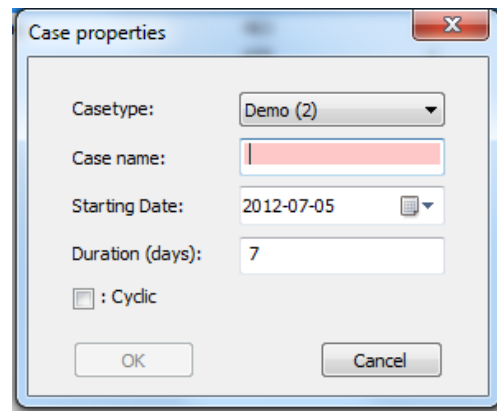 Case properties
Casetype: Demo (2)
Case name:
Starting Date: 2012-07-05
Duration (days): 7
: Cyclic
OK Cancel